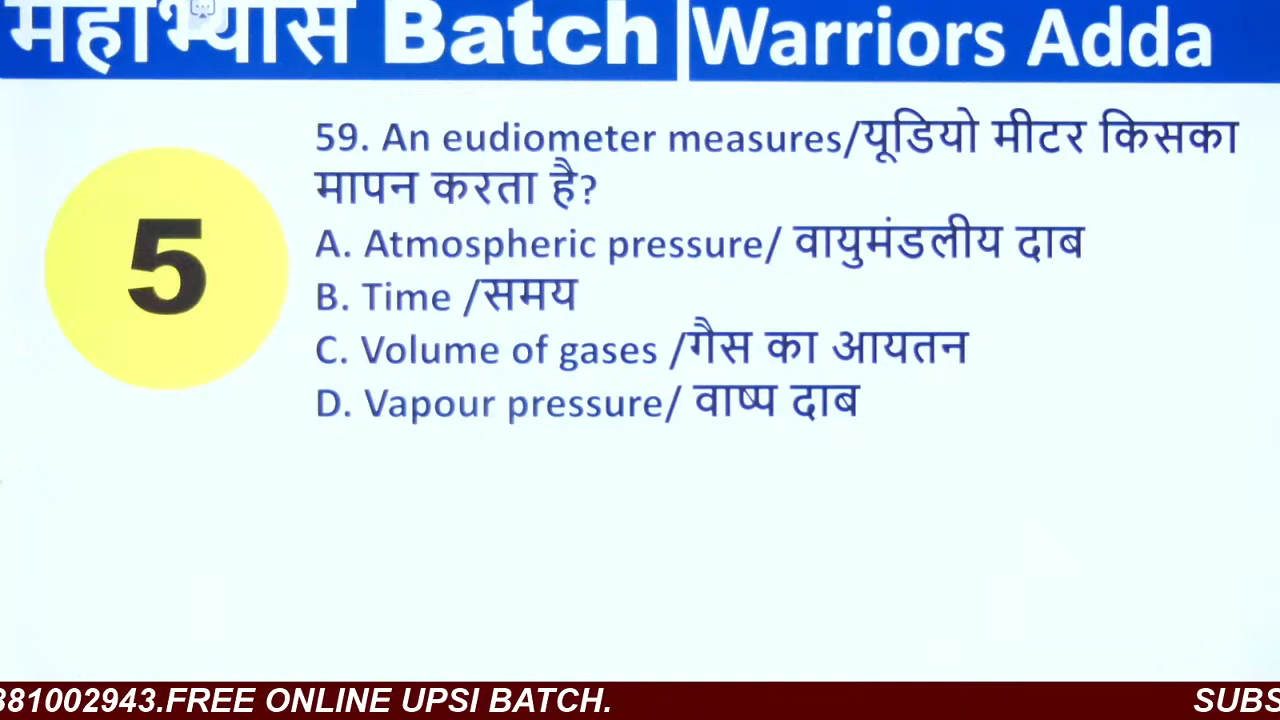 महाभ्यास Batch Warriors Adda
59. An eudiometer measures/यूडियो मीटर किसका
मापन करता है?
5
A. Atmospheric pressure/ वायुमंडलीय दाब
B. Time /समय
C. Volume of gases /गैस का आयतन
D. Vapour pressure/ वाष्प दाब
881002943.FREE ONLINE UPSI BATCH. SUBS